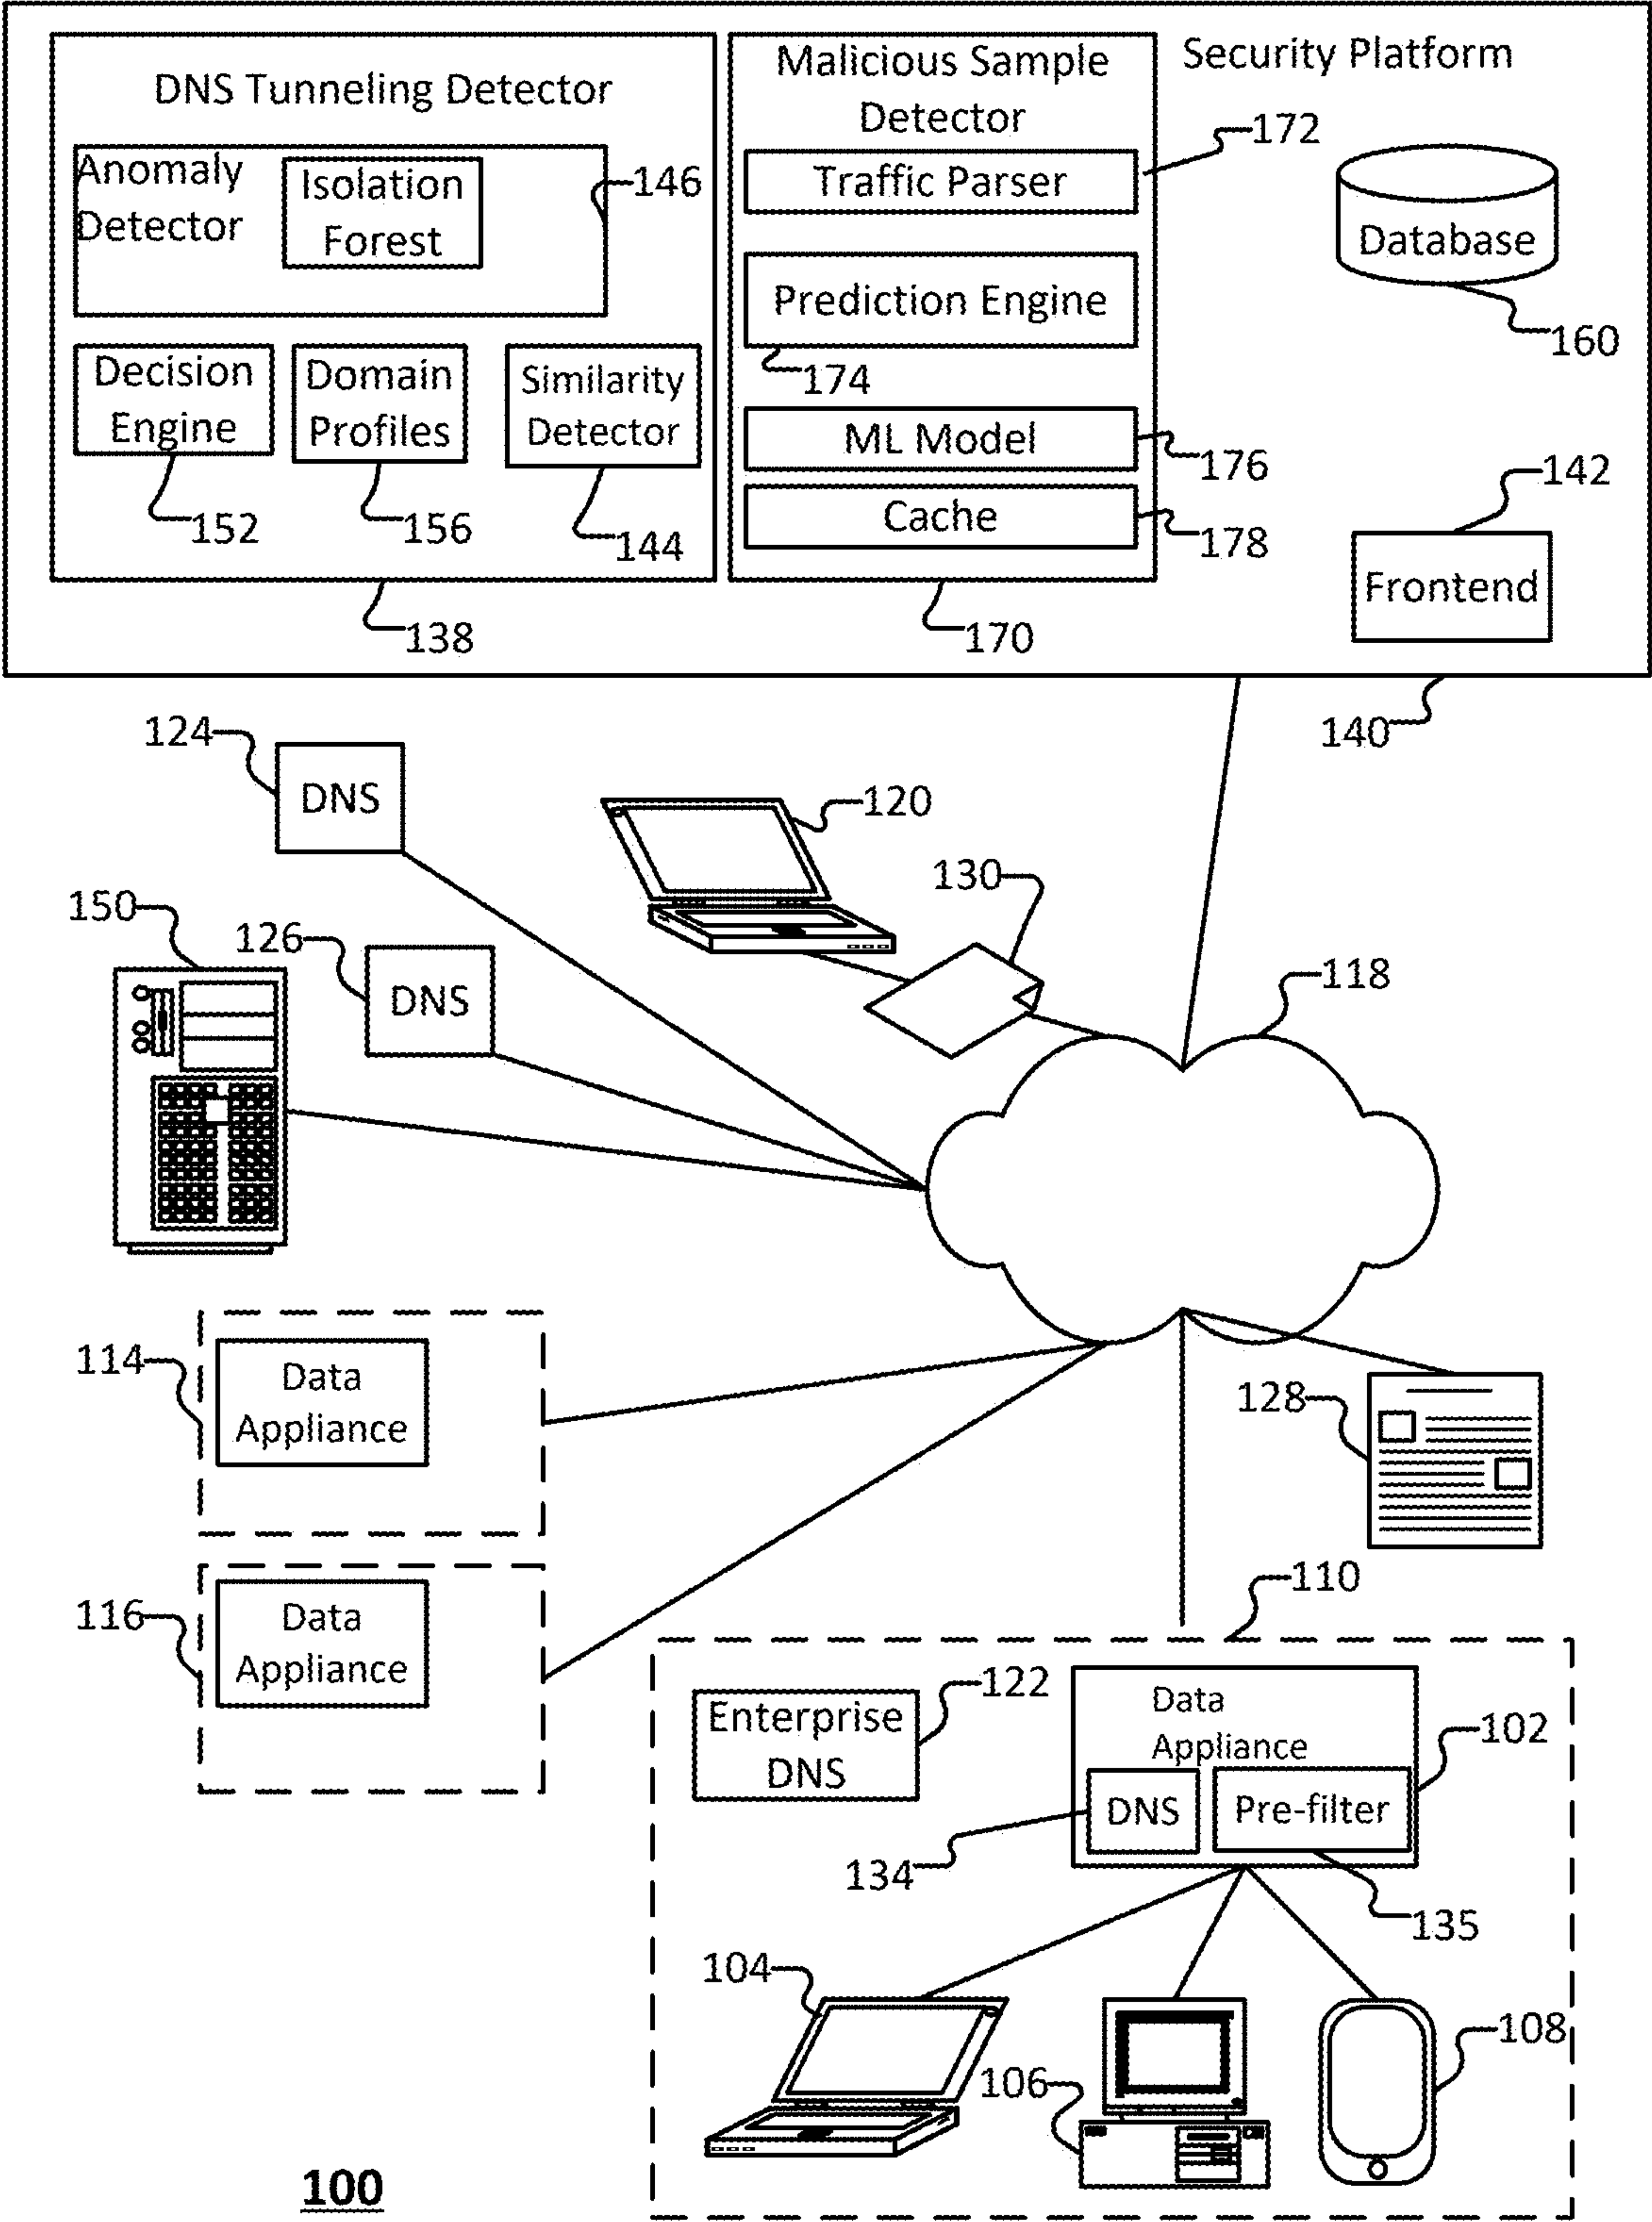 DNS Tunneling Detector
Anomaly
Detector
Isolation
Forest
146
Decision
Engine
Domain
Profiles
Similarity
Detector
152
156
144
138
Malicious Sample
Detector
Traffic Parser
172
Prediction Engine
174
ML Model
176
Cache
178
170
Security Platform
Database
160
142
Frontend
140
124
DNS
120
130
150
126
DNS
118
114
Data
Appliance
128
116
Data
Appliance
110
Enterprise
DNS
122
Data
Appliance
102
DNS
Pre-filter
134
135
104
106
108
100